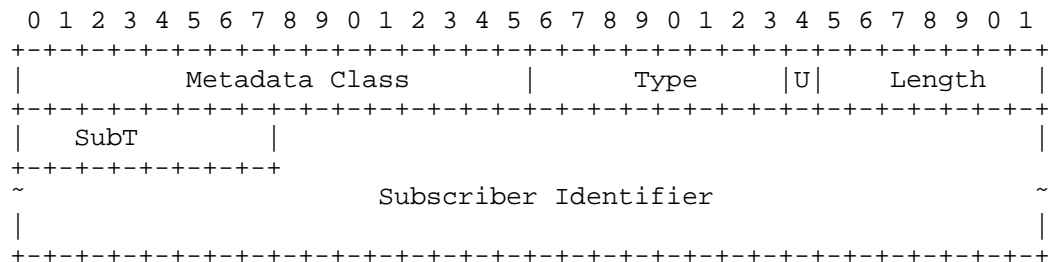 0 1 2 3 4 5 6 7 8 9 0 1 2 3 4 5 6 7 8 9 0 1 2 3 4 5 6 7 8 9 0 1
+-+-+-+-+-+-+-+-+-+-+-+-+-+-+-+-+-+-+-+-+-+-+-+-+-+-+-+-+-+-+-+-+
|          Metadata Class       |      Type     |U|    Length   |
+-+-+-+-+-+-+-+-+-+-+-+-+-+-+-+-+-+-+-+-+-+-+-+-+-+-+-+-+-+-+-+-+
|   SubT        |                                               |
+-+-+-+-+-+-+-+-+
~                      Subscriber Identifier                    ~
|                                                               |
+-+-+-+-+-+-+-+-+-+-+-+-+-+-+-+-+-+-+-+-+-+-+-+-+-+-+-+-+-+-+-+-+